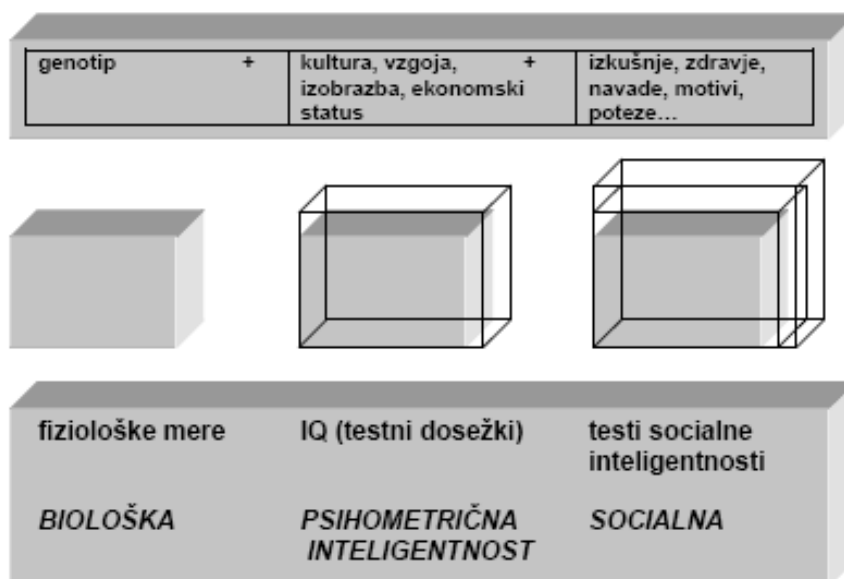 genotip +
kultura, vzgoja, +
izobrazba, ekonomski
status
izkušnje, zdravje,
navade, motivi,
poteze...
fiziološke mere
IQ (testni dosežki)
testi socialne
inteligentnosti
BIOLOŠKA
PSIHOMETRIČNA
INTELIGENTNOST
SOCIALNA